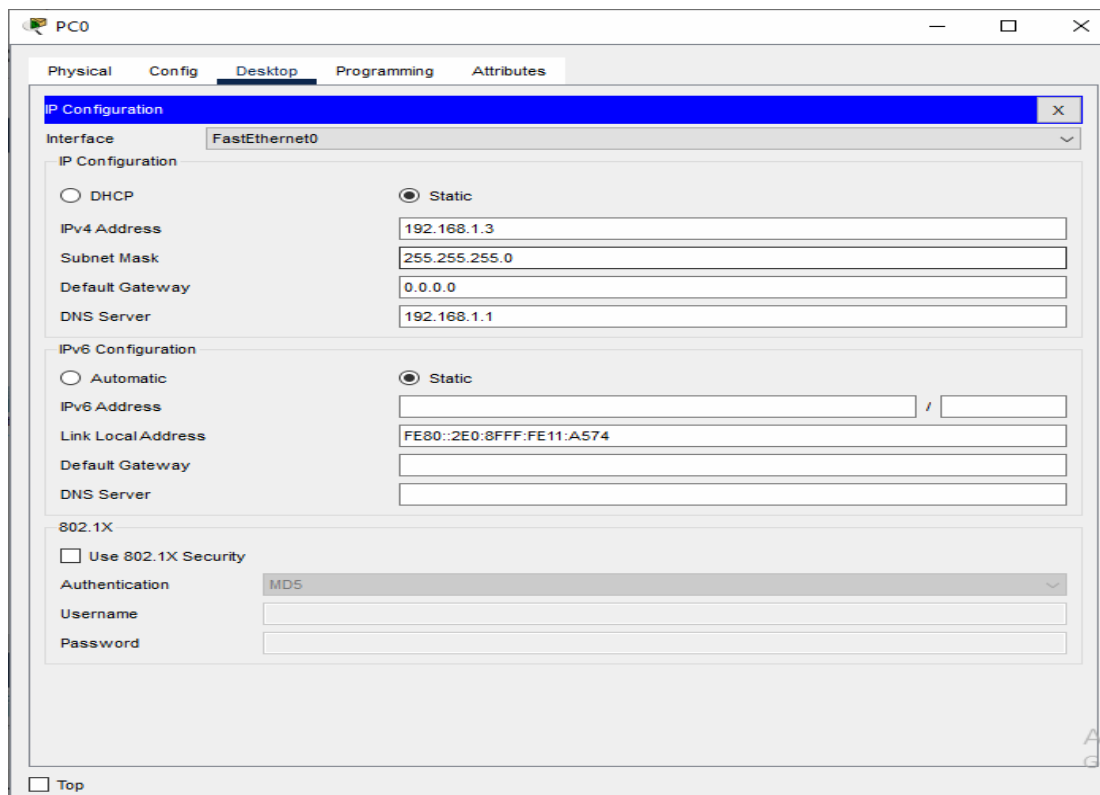 PC0
Physical Config Desktop Programming Attributes
IP Configuration X
Interface FastEthernet0
IP Configuration
DHCP Static
IPv4 Address 192.168.1.3
Subnet Mask 255.255.255.0
Default Gateway 0.0.0.0
DNS Server 192.168.1.1
IPv6 Configuration
Automatic Static
IPv6 Address /
Link Local Address FE80::2E0:8FFF:FE11:A574
Default Gateway
DNS Server
802.1X
Use 802.1X Security
Authentication MD5
Username
Password
A
G
Top